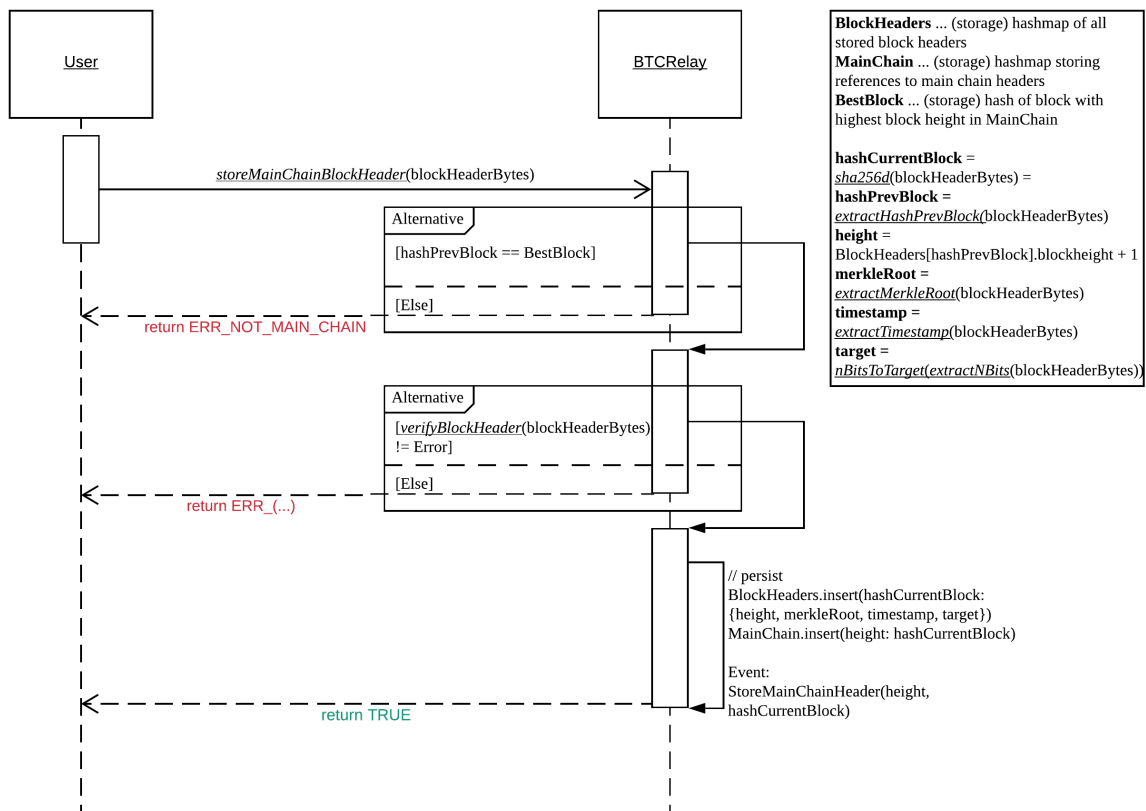 User
BTCRelay
storeMainChainBlockHeader(blockHeaderBytes)
Alternative
[hashPrevBlock == BestBlock]
[Else]
return ERR_NOT_MAIN_CHAIN
Alternative
[verifyBlockHeader(blockHeaderBytes)
!= Error]
[Else]
return ERR_(...)
// persist
BlockHeaders.insert(hashCurrentBlock:
{height, merkleRoot, timestamp, target})
MainChain.insert(height: hashCurrentBlock)
Event:
StoreMainChainHeader(height,
hashCurrentBlock)
return TRUE
BlockHeaders ... (storage) hashmap of all
stored block headers
MainChain ... (storage) hashmap storing
references to main chain headers
BestBlock ... (storage) hash of block with
highest block height in MainChain
hashCurrentBlock =
sha256d(blockHeaderBytes) =
hashPrevBlock =
extractHashPrevBlock(blockHeaderBytes)
height =
BlockHeaders[hashPrevBlock].blockheight + 1
merkleRoot =
extractMerkleRoot(blockHeaderBytes)
timestamp =
extractTimestamp(blockHeaderBytes)
target =
nBitsToTarget(extractNBits(blockHeaderBytes))